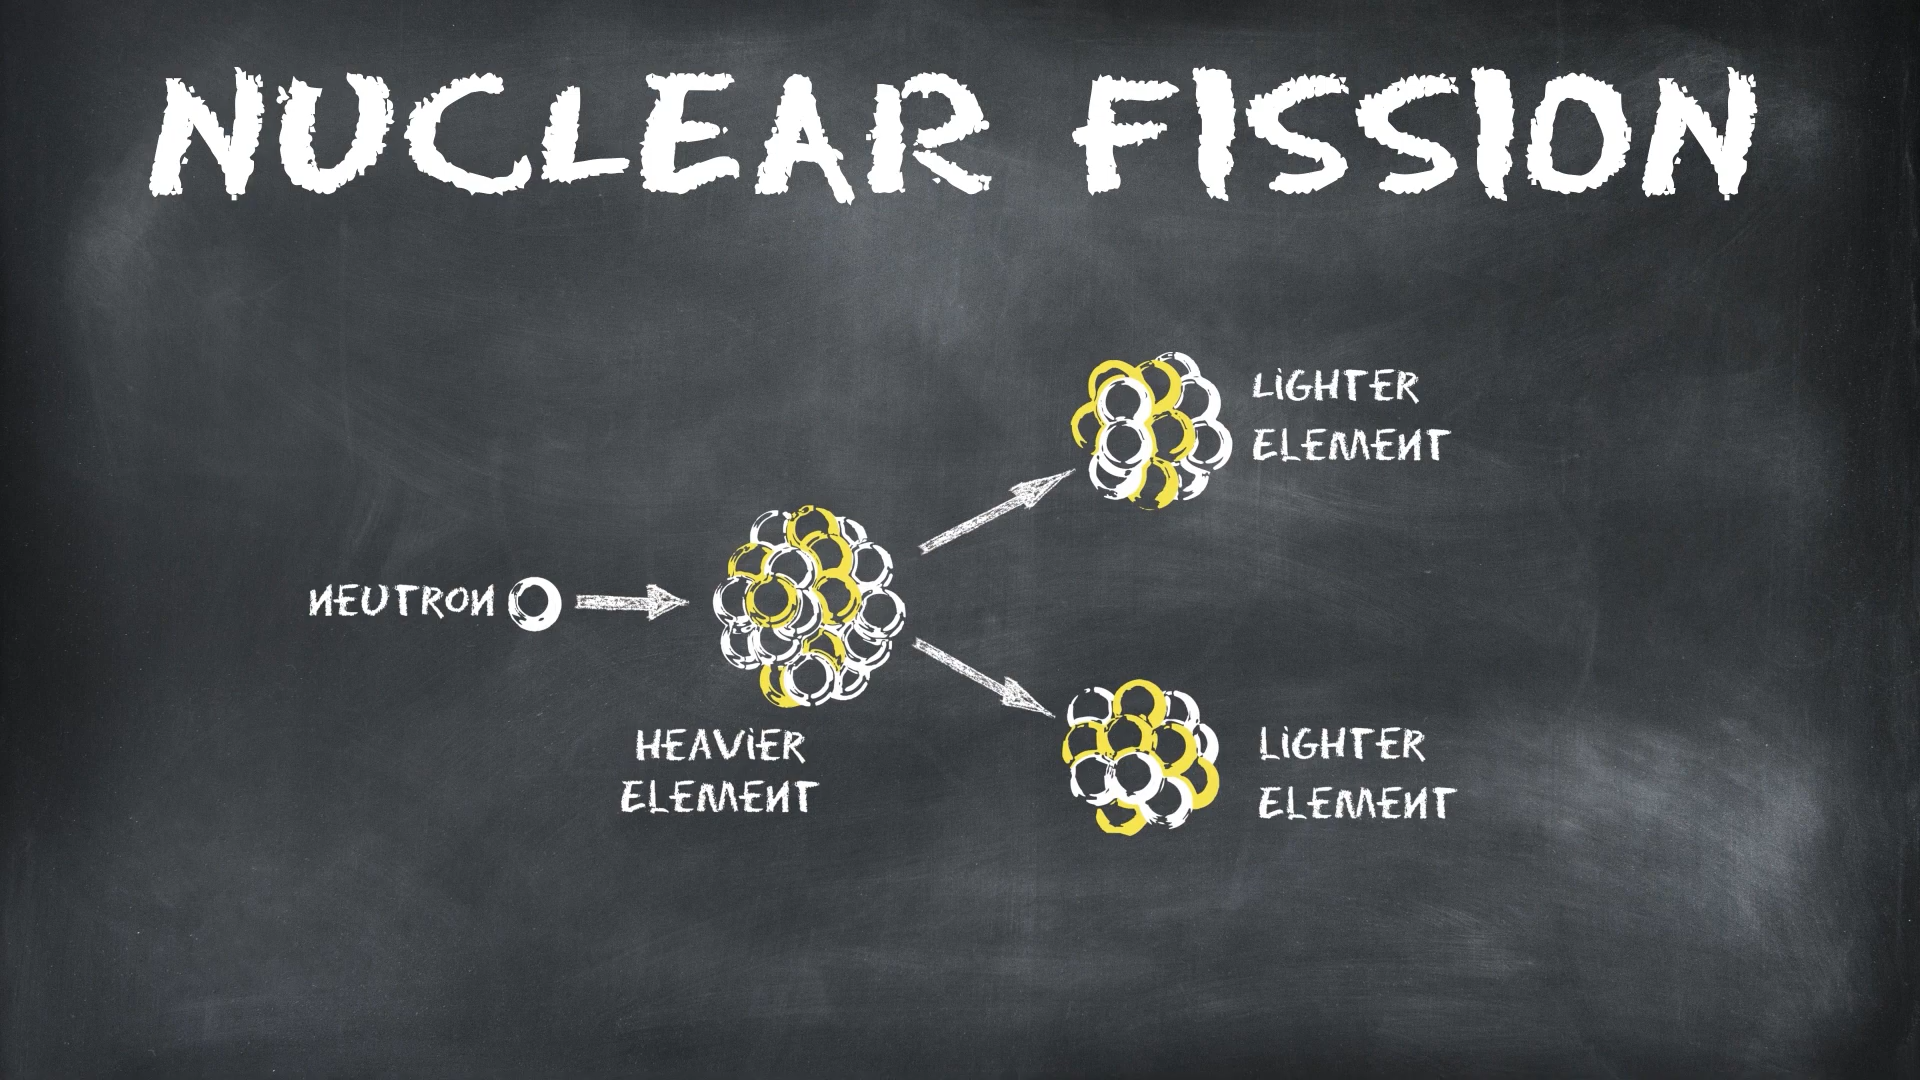 NUCLEAR FISSION
LIGHTER
ELEMENT
NEUTRON
HEAVIER
ELEMENT
LIGHTER
ELEMENT